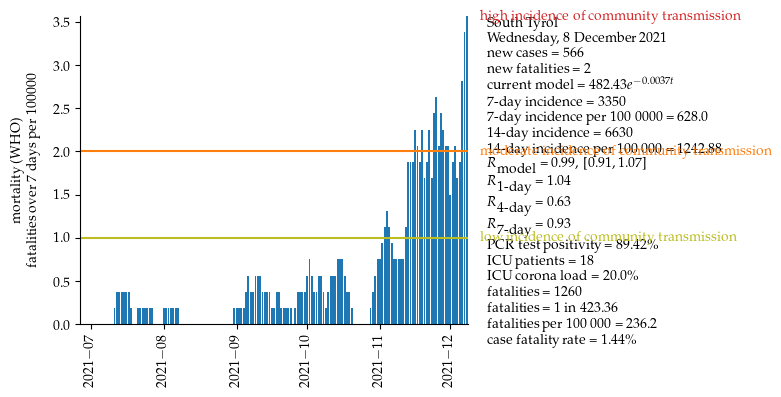 high incidence of community transmission
South Tyrol
Wednesday, 8 December 2021
new cases = 566
new fatalities = 2
current model = 482.43e^{-0.0037t}
7-day incidence = 3350
7-day incidence per 100 0000 = 628.0
14-day incidence = 6630
14-day incidence per 100 000 = 1242.88
moderate incidence of community transmission
R_model = 0.99, [0.91, 1.07]
R_1-day = 1.04
R_4-day = 0.63
R_7-day = 0.93
low incidence of community transmission
PCR test positivity = 89.42%
ICU patients = 18
ICU corona load = 20.0%
fatalities = 1260
fatalities = 1 in 423.36
fatalities per 100 000 = 236.2
case fatality rate = 1.44%
mortality (WHO)
fatalities over 7 days per 100000
3.5
3.0
2.5
2.0
1.5
1.0
0.5
0.0
2021−07
2021−08
2021−09
2021−10
2021−11
2021−12